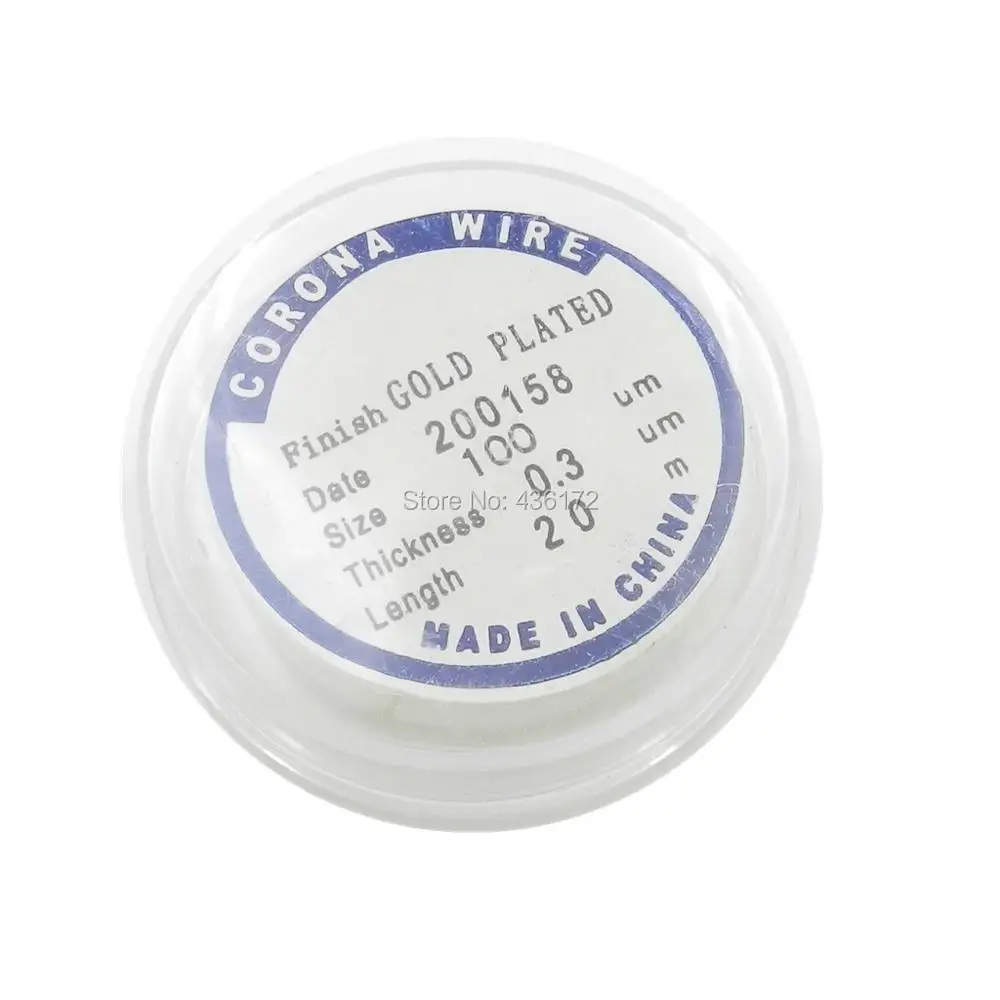 CORONA WIRE
Finish GOLD PLATED
Date 200158
Size 100 um
Thickness 0.3 um
Length 20 m
MADE IN CHINA
Store No: 436172